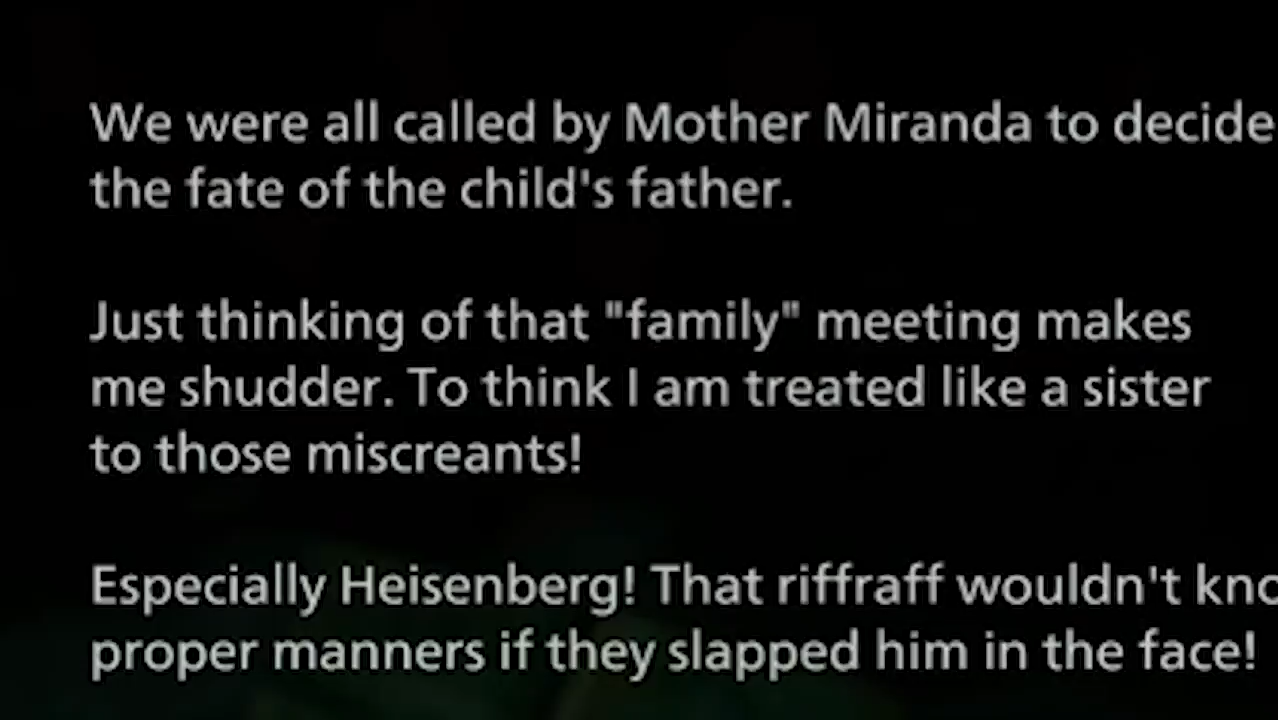 We were all called by Mother Miranda to decide
the fate of the child's father.
Just thinking of that "family" meeting makes
me shudder. To think I am treated like a sister
to those miscreants!
Especially Heisenberg! That riffraff wouldn't kno
proper manners if they slapped him in the face!